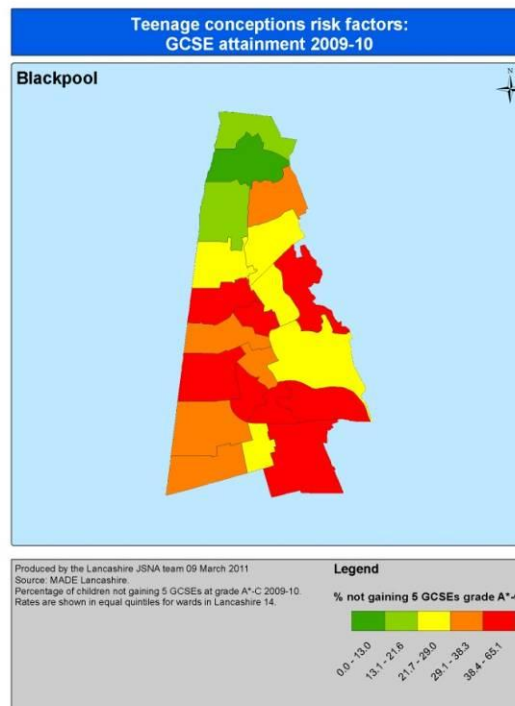 Teenage conceptions risk factors:
GCSE attainment 2009-10
Blackpool
N
Produced by the Lancashire JSNA team 09 March 2011
Source: MADE Lancashire.
Percentage of children not gaining 5 GCSEs at grade A*-C 2009-10.
Rates are shown in equal quintiles for wards in Lancashire 14.
Legend
% not gaining 5 GCSEs grade A*-
0.0 - 13.0
13.1 - 21.6
21.7 - 29.0
29.1 - 38.3
38.4 - 65.1